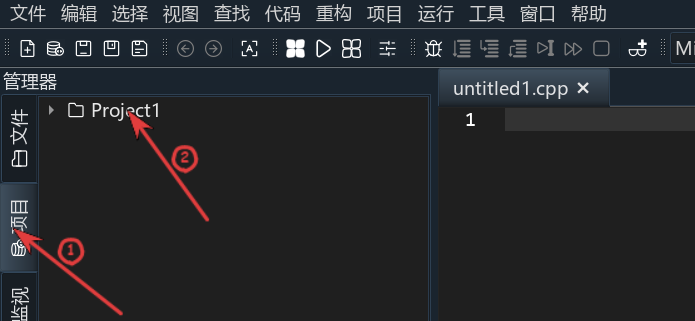 文件 编辑 选择 视图 查找 代码 重构 项目 运行 工具 窗口 帮助
A
Mi
管理器
untitled1.cpp ×
文件
Project1
1
②
项目
①
监视